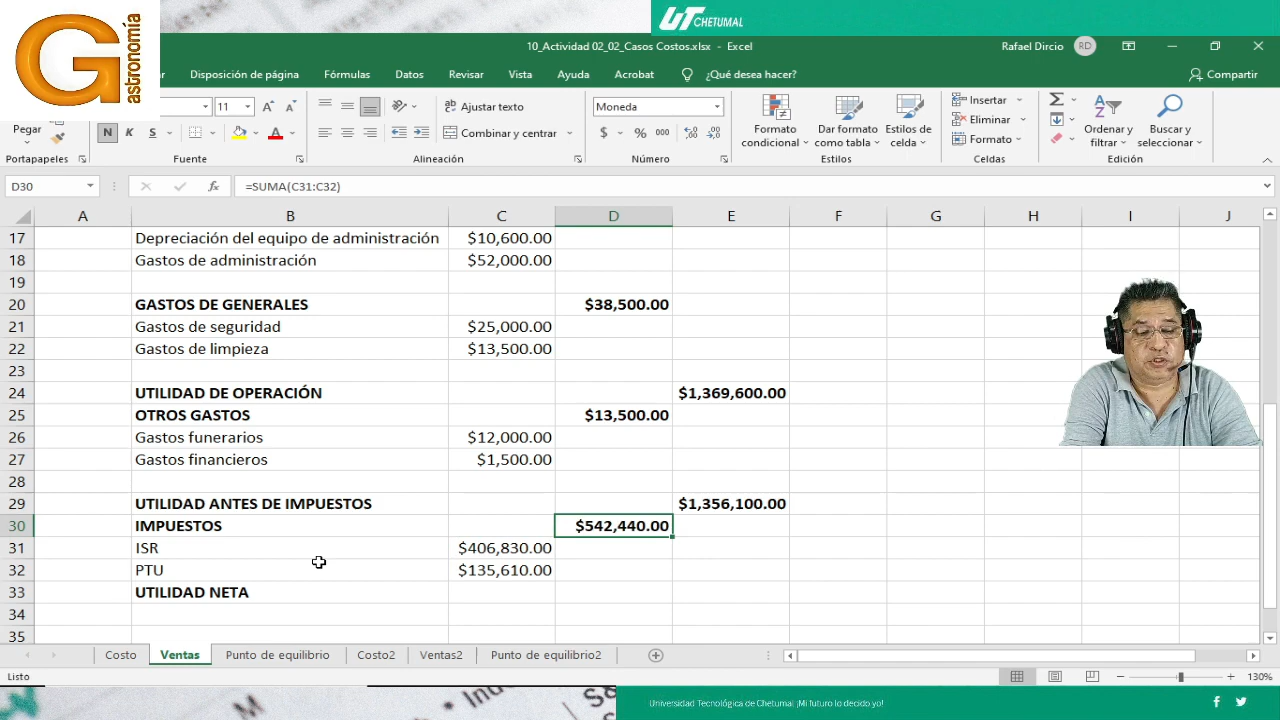 Gastronomía
UT CHETUMAL
10_Actividad 02_02_Casos Costos.xlsx - Excel
Rafael Dircio
RD
Disposición de página
Fórmulas
Datos
Revisar
Vista
Ayuda
Acrobat
¿Qué desea hacer?
Compartir
Pegar
11
A A
Ajustar texto
Moneda
Insertar
N K S
A
Combinar y centrar
$ % 000
Formato condicional
Dar formato como tabla
Estilos de celda
Eliminar
Formato
Ordenar y filtrar
Buscar y seleccionar
Portapapeles
Fuente
Alineación
Número
Estilos
Celdas
Edición
D30
fx
=SUMA(C31:C32)
A B C D E F G H I J
17 Depreciación del equipo de administración $10,600.00
18 Gastos de administración $52,000.00
19
20 GASTOS DE GENERALES $38,500.00
21 Gastos de seguridad $25,000.00
22 Gastos de limpieza $13,500.00
23
24 UTILIDAD DE OPERACIÓN $1,369,600.00
25 OTROS GASTOS $13,500.00
26 Gastos funerarios $12,000.00
27 Gastos financieros $1,500.00
28
29 UTILIDAD ANTES DE IMPUESTOS $1,356,100.00
30 IMPUESTOS $542,440.00
31 ISR $406,830.00
32 PTU $135,610.00
33 UTILIDAD NETA
34
35
Costo
Ventas
Punto de equilibrio
Costo2
Ventas2
Punto de equilibrio2
Listo
130%
Universidad Tecnológica de Chetumal ¡Mi futuro lo decido yo!